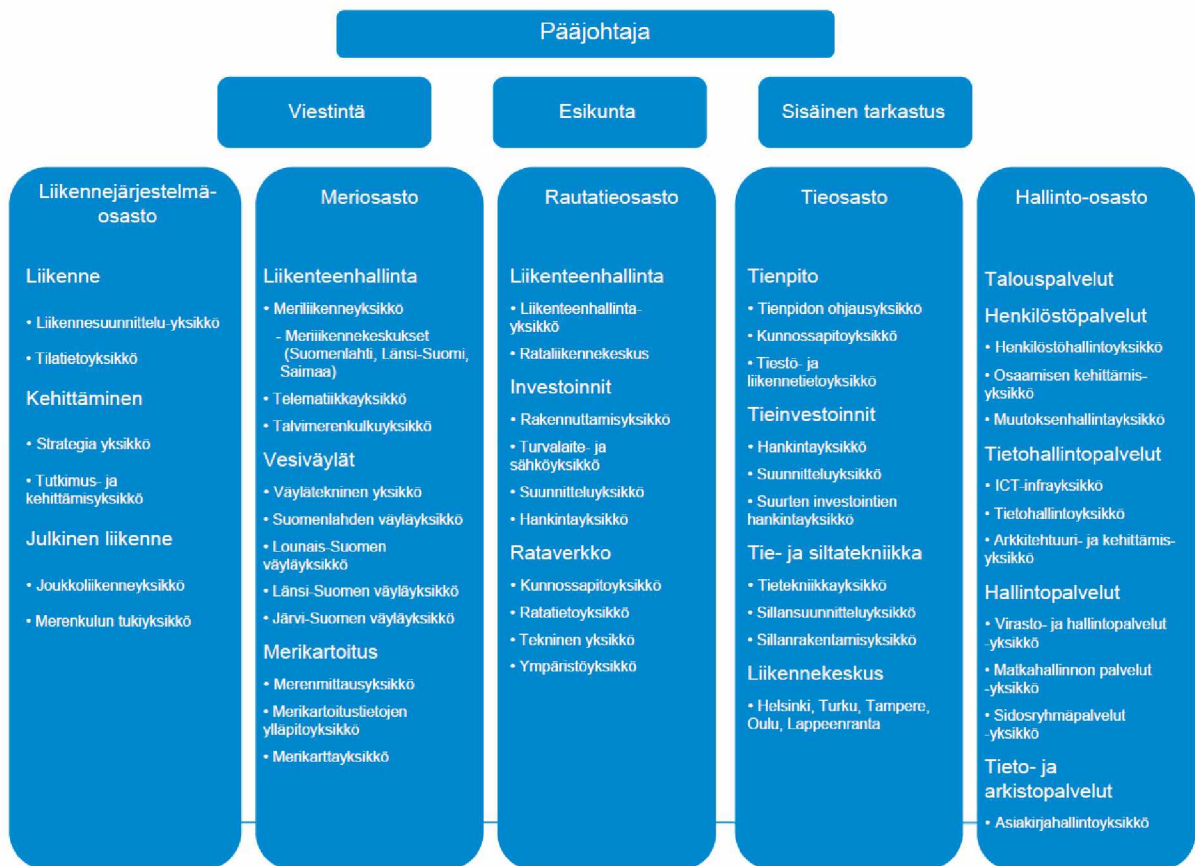 Pääjohtaja
Viestintä
Esikunta
Sisäinen tarkastus
Liikennejärjestelmä-
osasto
Liikenne
• Liikennesuunnittelu-yksikkö
• Tilatietoyksikkö
Kehittäminen
• Strategia yksikkö
• Tutkimus- ja
kehittämisyksikkö
Julkinen liikenne
• Joukkoliikenneyksikkö
• Merenkulun tukiyksikkö
Meriosasto
Liikenteenhallinta
• Meriliikenneyksikkö
- Meriiikennekeskukset
(Suomenlahti, Länsi-Suomi,
Saimaa)
• Telematiikkayksikkö
• Talvimerenkulkuyksikkö
Vesiväylät
• Väylätekninen yksikkö
• Suomenlahden väyläyksikkö
• Lounais-Suomen
väyläyksikkö
• Länsi-Suomen väyläyksikkö
• Järvi-Suomen väyläyksikkö
Merikartoitus
• Merenmittausyksikkö
• Merikartoitustietojen
ylläpitoyksikkö
• Merikarttayksikkö
Rautatieosasto
Liikenteenhallinta
• Liikenteenhallinta-
yksikkö
• Rataliikennekeskus
Investoinnit
• Rakennuttamisyksikkö
• Turvalaite- ja
sähköyksikkö
• Suunnitteluyksikkö
• Hankintayksikkö
Rataverkko
• Kunnossapitoyksikkö
• Ratatietoyksikkö
• Tekninen yksikkö
• Ympäristöyksikkö
Tieosasto
Tienpito
• Tienpidon ohjausyksikkö
• Kunnossapitoyksikkö
• Tiestö- ja
liikennetietoyksikkö
Tieinvestoinnit
• Hankintayksikkö
• Suunnitteluyksikkö
• Suurten investointien
hankintayksikkö
Tie- ja siltatekniikka
• Tietekniikkayksikkö
• Sillansuunnitteluyksikkö
• Sillanrakentamisyksikkö
Liikennekeskus
• Helsinki, Turku, Tampere,
Oulu, Lappeenranta
Hallinto-osasto
Talouspalvelut
Henkilöstöpalvelut
• Henkilöstöhallintoyksikkö
• Osaamisen kehittämis-
yksikkö
• Muutoksenhallintayksikkö
Tietohallintopalvelut
• ICT-infrayksikkö
• Tietohallintoyksikkö
• Arkkitehtuuri- ja kehittämis-
yksikkö
Hallintopalvelut
• Virasto- ja hallintopalvelut
-yksikkö
• Matkahallinnon palvelut
-yksikkö
• Sidosryhmäpalvelut
-yksikkö
Tieto- ja
arkistopalvelut
• Asiakirjahallintoyksikkö